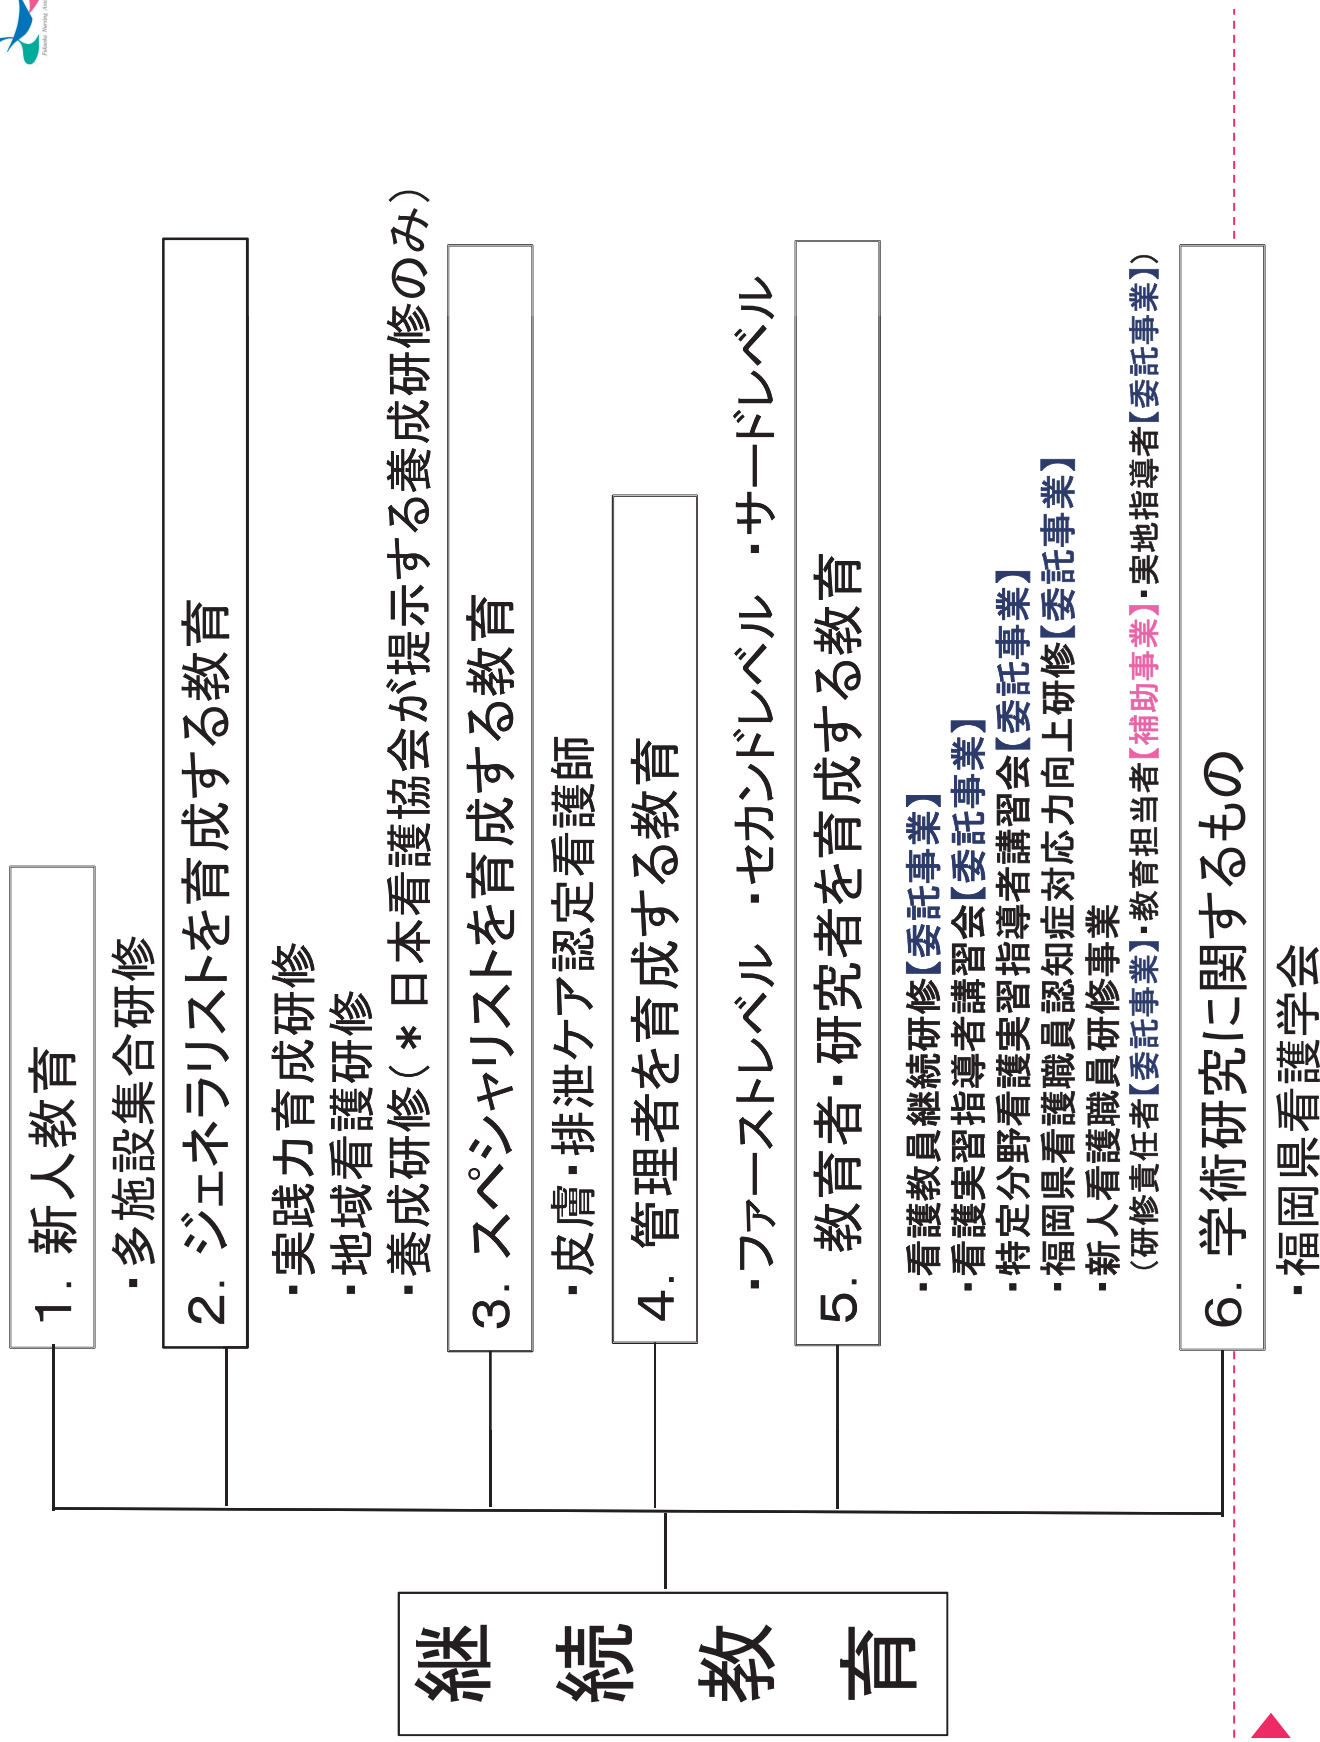 Fukuoka Nursing
継続教育
1. 新人教育
・多施設集合研修
2. ジェネラリストを育成する教育
・実践力育成研修
・地域看護研修
・養成研修(＊日本看護協会が提示する養成研修のみ)
3. スペシャリストを育成する教育
・皮膚・排泄ケア認定看護師
4. 管理者を育成する教育
・ファーストレベル ・セカンドレベル ・サードレベル
5. 教育者・研究者を育成する教育
・看護教員継続研修【委託事業】
・看護実習指導者講習会【委託事業】
・特定分野看護実習指導者講習会【委託事業】
・福岡県看護職員認知症対応力向上研修【委託事業】
・新人看護職員研修事業
(研修責任者【委託事業】・教育担当者【補助事業】・実地指導者【委託事業】)
6. 学術研究に関するもの
・福岡県看護学会